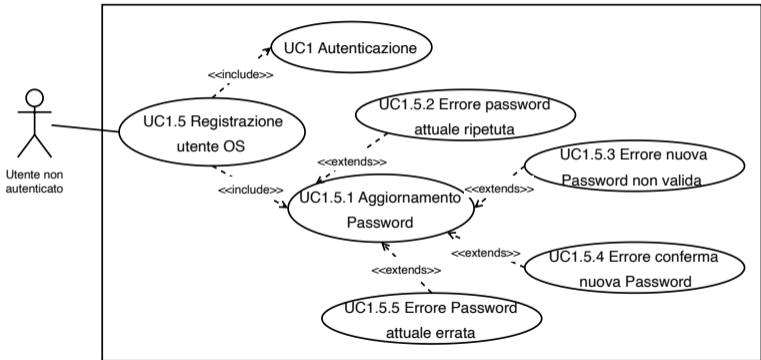 UC1 Autenticazione
<<include>>
UC1.5 Registrazione
utente OS
Utente non
autenticato
UC1.5.2 Errore password
attuale ripetuta
<<extends>>
UC1.5.3 Errore nuova
Password non valida
<<include>>
<<extends>>
UC1.5.1 Aggiornamento
Password
<<extends>>
UC1.5.4 Errore conferma
nuova Password
<<extends>>
UC1.5.5 Errore Password
attuale errata